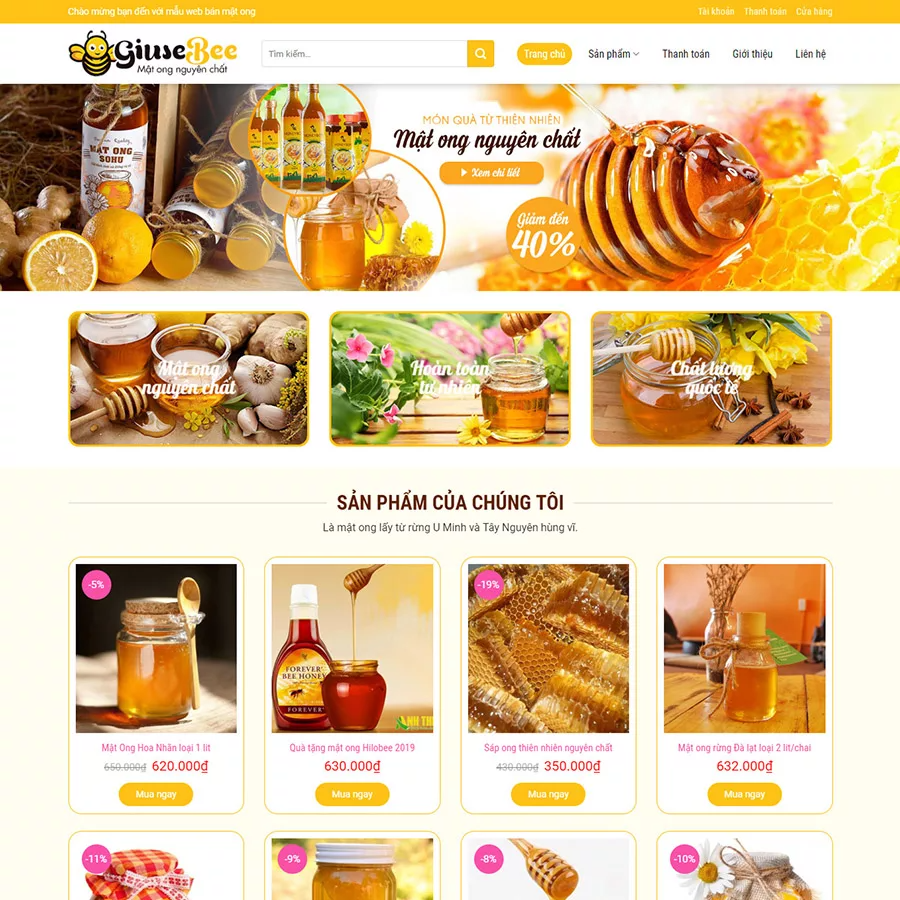 Chào mừng bạn đến với mẫu web bán mật ong
Tài khoản Thanh toán Cửa hàng
GiuseBee
Mật ong nguyên chất
Tìm kiếm...
Trang chủ Sản phẩm Thanh toán Giới thiệu Liên hệ
MẬT ONG
SOHU
MÓN QUÀ TỪ THIÊN NHIÊN
Mật ong nguyên chất
Xem chi tiết
Giảm đến
40%
Mật ong
nguyên chất
Hoàn toàn
tự nhiên
Chất lượng
quốc tế
SẢN PHẨM CỦA CHÚNG TÔI
Là mật ong lấy từ rừng U Minh và Tây Nguyên hùng vĩ.
-5%
-19%
FOREVER
BEE HONEY
FOREVER
Mật Ong Hoa Nhãn loại 1 lit
650.000₫ 620.000₫
Mua ngay
Quà tặng mật ong Hilobee 2019
630.000₫
Mua ngay
Sáp ong thiên nhiên nguyên chất
430.000₫ 350.000₫
Mua ngay
Mật ong rừng Đà lạt loại 2 lit/chai
632.000₫
Mua ngay
-11%
-9%
-8%
-10%